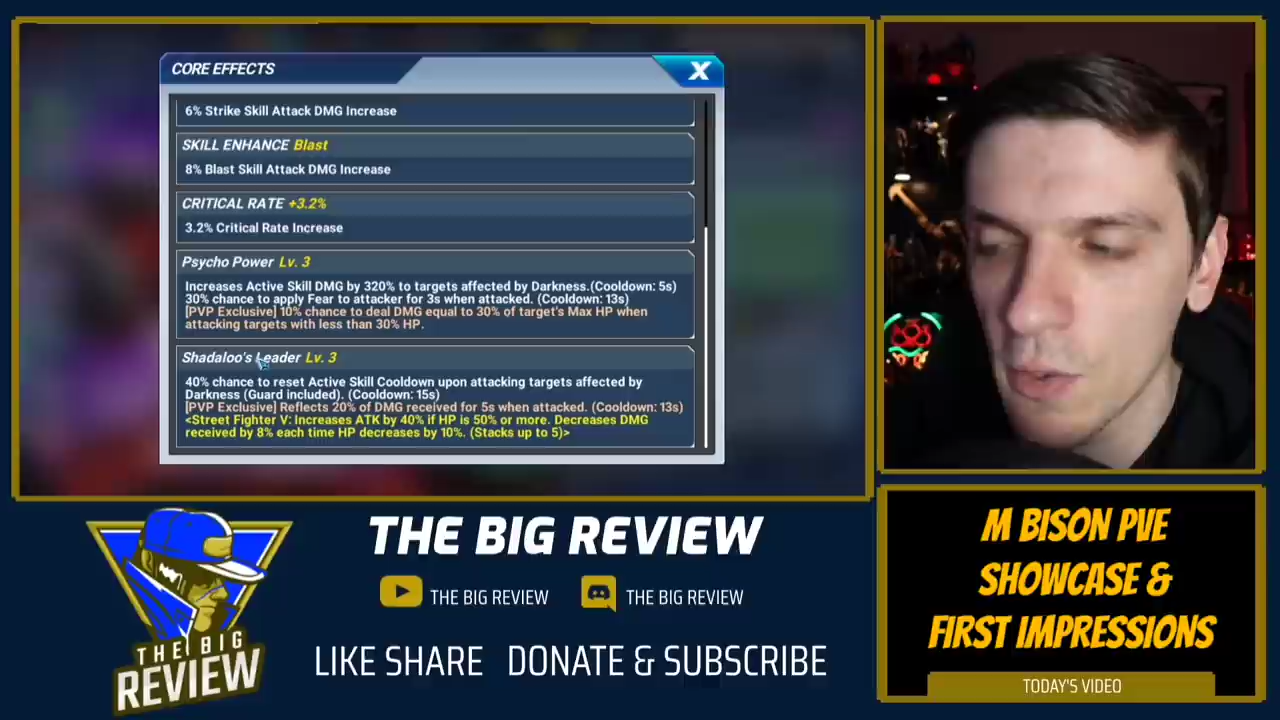 CORE EFFECTS
X
6% Strike Skill Attack DMG Increase
SKILL ENHANCE Blast
8% Blast Skill Attack DMG Increase
CRITICAL RATE +3.2%
3.2% Critical Rate Increase
Psycho Power Lv. 3
Increases Active Skill DMG by 320% to targets affected by Darkness.(Cooldown: 5s)
30% chance to apply Fear to attacker for 3s when attacked. (Cooldown: 13s)
[PVP Exclusive] 10% chance to deal DMG equal to 30% of target's Max HP when
attacking targets with less than 30% HP.
Shadaloo's Leader Lv. 3
40% chance to reset Active Skill Cooldown upon attacking targets affected by
Darkness (Guard included). (Cooldown: 15s)
[PVP Exclusive] Reflects 20% of DMG received for 5s when attacked. (Cooldown: 13s)
<Street Fighter V: Increases ATK by 40% if HP is 50% or more. Decreases DMG
received by 8% each time HP decreases by 10%. (Stacks up to 5)>
THE BIG
REVIEW
THE BIG REVIEW
THE BIG REVIEW
THE BIG REVIEW
LIKE SHARE DONATE & SUBSCRIBE
M BISON PVE
SHOWCASE &
FIRST IMPRESSIONS
TODAY'S VIDEO